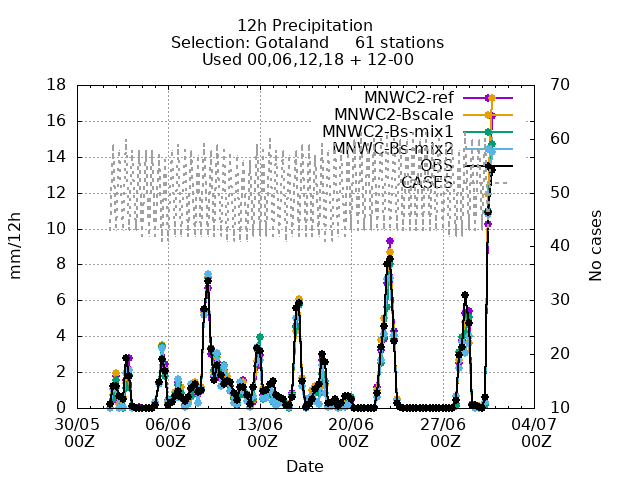 12h Precipitation
Selection: Gotaland     61 stations
Used 00,06,12,18 + 12-00
18
16
14
12
10
8
6
4
2
0
70
60
50
40
30
20
10
mm/12h
No cases
MNWC2-ref
MNWC2-Bscale
MNWC2-Bs-mix1
MNWC-Bs-mix2
OBS
CASES
30/05 06/06 13/06 20/06 27/06 04/07
00Z 00Z 00Z 00Z 00Z 00Z
Date